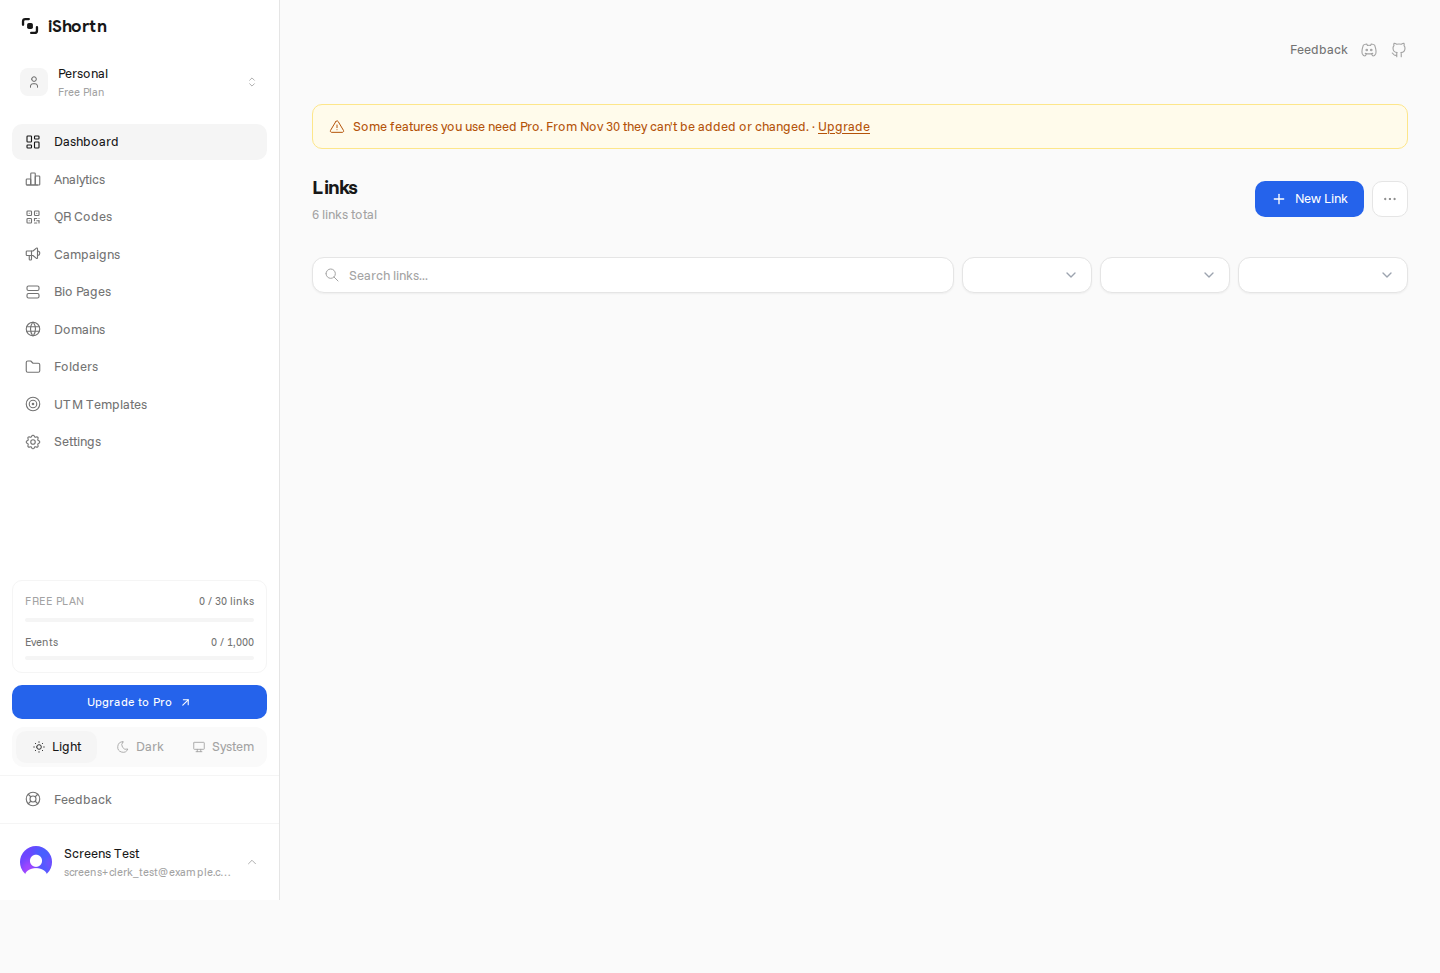 iShortn
Personal
Free Plan
Dashboard
Analytics
QR Codes
Campaigns
Bio Pages
Domains
Folders
UTM Templates
Settings
FREE PLAN 0 / 30 links
Events 0 / 1,000
Upgrade to Pro
Light Dark System
Feedback
Screens Test
screens+clerk_test@example.c...
Feedback
Some features you use need Pro. From Nov 30 they can't be added or changed. · Upgrade
Links
6 links total
New Link
Search links...